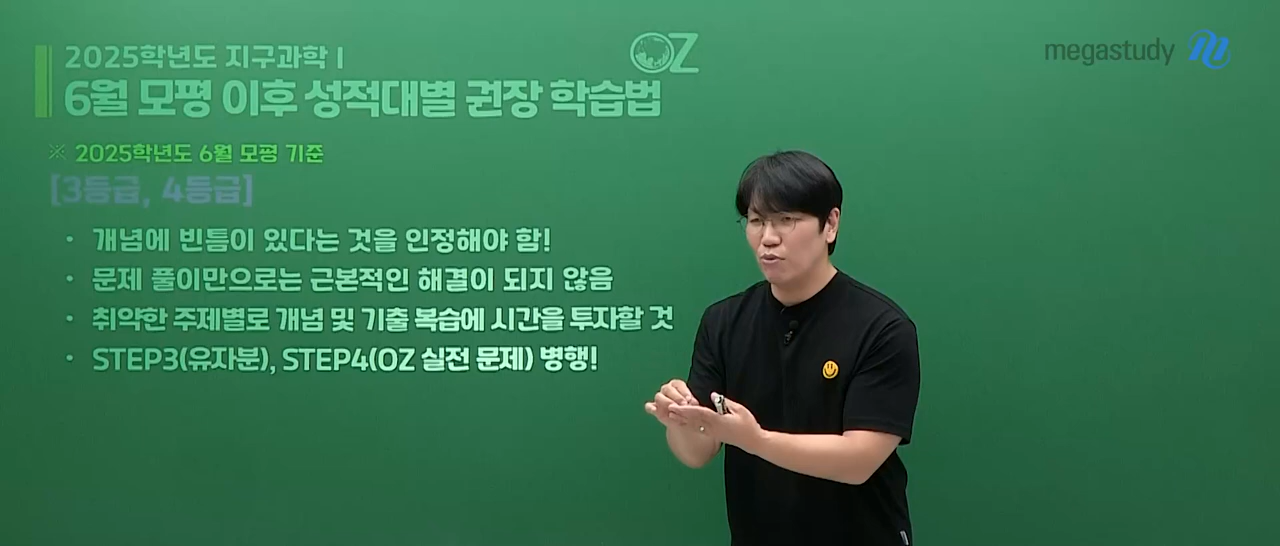 2025학년도 지구과학 I
OZ
megastudy
6월 모평 이후 성적대별 권장 학습법
※ 2025학년도 6월 모평 기준
[3등급, 4등급]
• 개념에 빈틈이 있다는 것을 인정해야 함!
• 문제 풀이만으로는 근본적인 해결이 되지 않음
• 취약한 주제별로 개념 및 기출 복습에 시간을 투자할 것
• STEP3(유자분), STEP4(OZ 실전 문제) 병행!